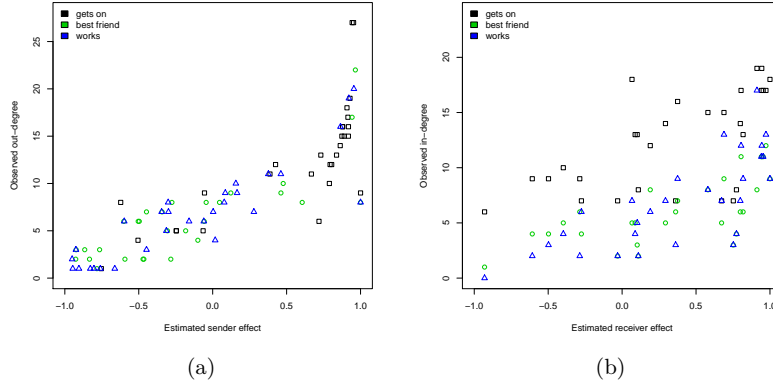 gets on
best friend
works
Observed out-degree
25
20
15
10
5
0
−1.0 −0.5 0.0 0.5 1.0
Estimated sender effect
(a)
gets on
best friend
works
Observed in-degree
20
15
10
5
0
−1.0 −0.5 0.0 0.5 1.0
Estimated receiver effect
(b)